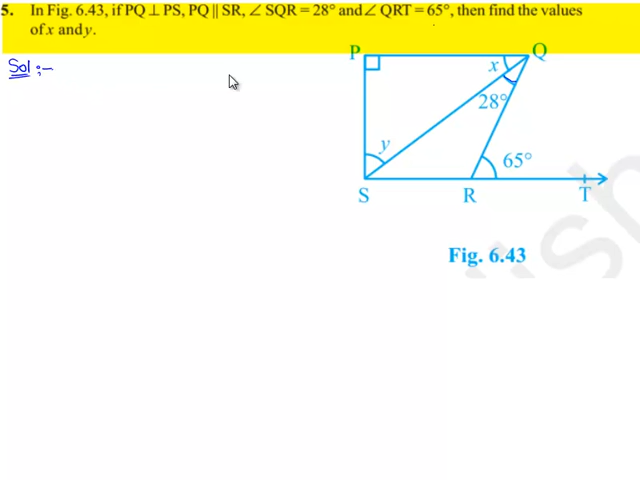 5. In Fig. 6.43, if PQ ⊥ PS, PQ || SR, ∠ SQR = 28° and ∠ QRT = 65°, then find the values
of x and y.
Sol :-
P
Q
x
28°
y
65°
S
R
T
Fig. 6.43